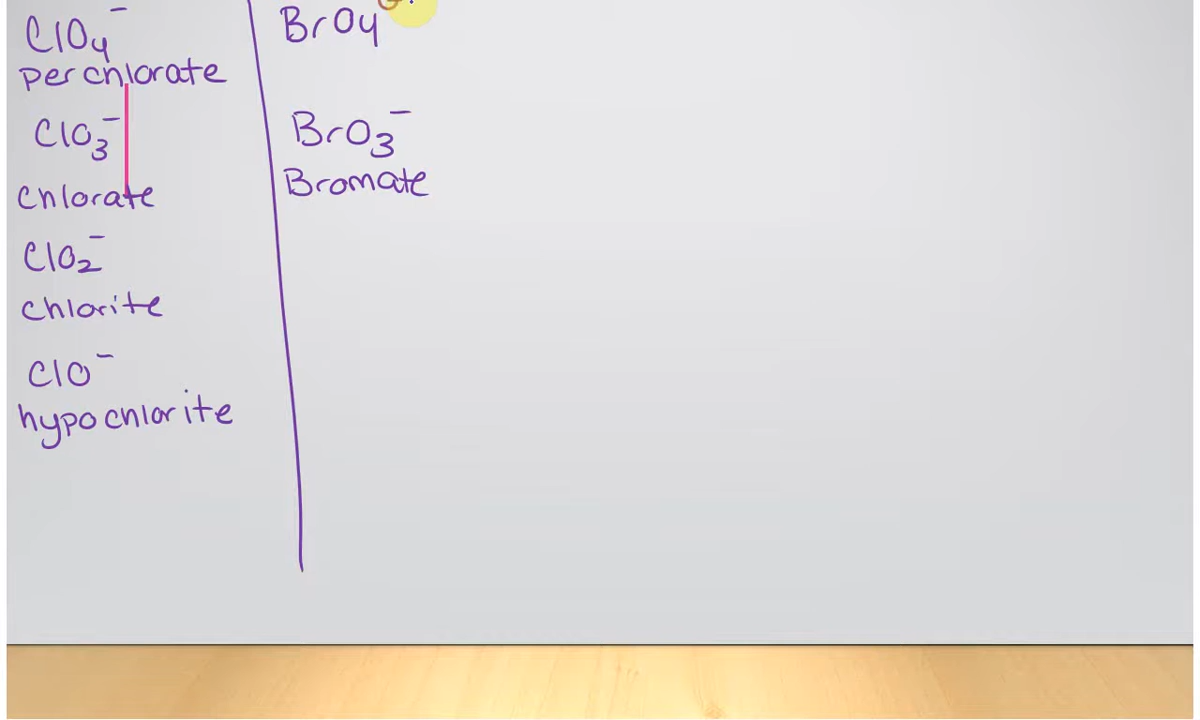 ClO₄⁻
perchlorate
ClO₃⁻
chlorate
ClO₂⁻
chlorite
ClO⁻
hypochlorite
BrO₄
BrO₃⁻
Bromate